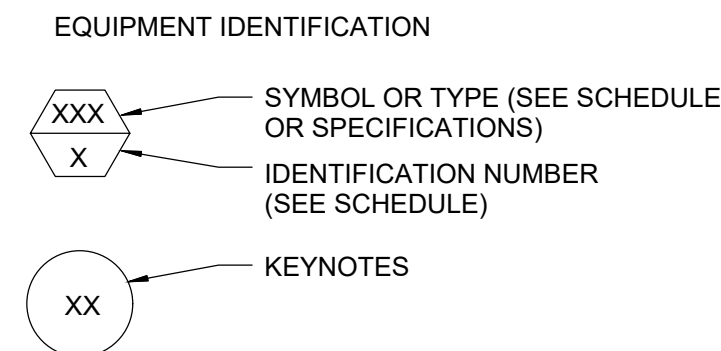 EQUIPMENT IDENTIFICATION
XXX
SYMBOL OR TYPE (SEE SCHEDULE
OR SPECIFICATIONS)
X
IDENTIFICATION NUMBER
(SEE SCHEDULE)
KEYNOTES
XX